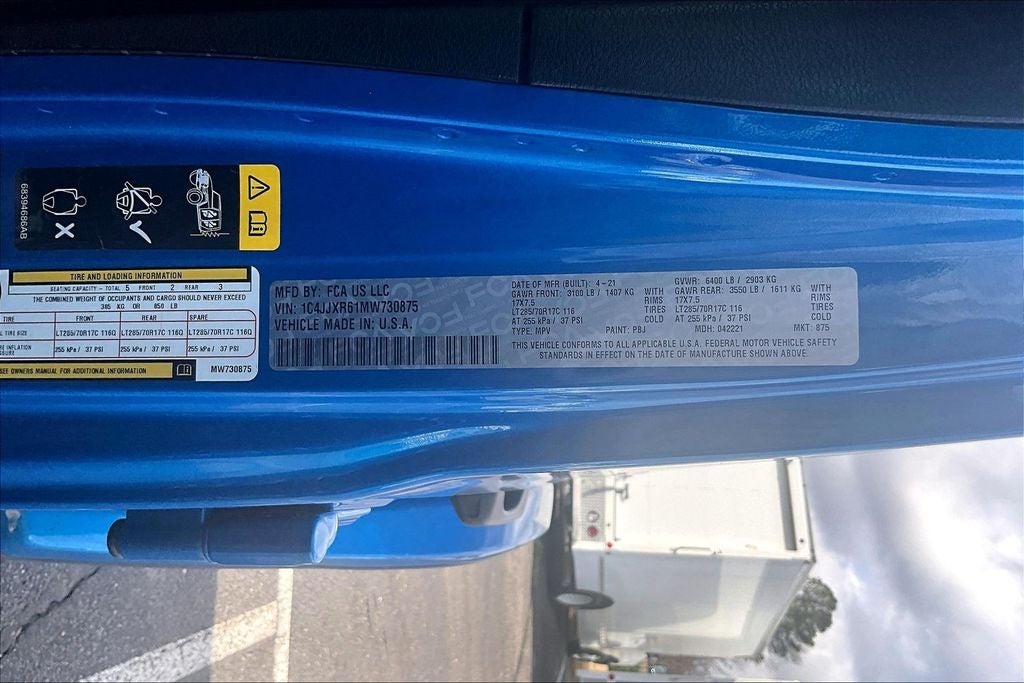 68394686AB
TIRE AND LOADING INFORMATION
SEATING CAPACITY - TOTAL 5 FRONT 2 REAR 3
THE COMBINED WEIGHT OF OCCUPANTS AND CARGO SHOULD NEVER EXCEED
385 KG OR 850 LB
FRONT REAR SPARE
TIRE SIZE LT285/70R17C 116Q LT285/70R17C 116Q LT285/70R17C 116Q
255 kPa / 37 PSI 255 kPa / 37 PSI 255 kPa / 37 PSI
SEE OWNERS MANUAL FOR ADDITIONAL INFORMATION
MW730875
MFD BY: FCA US LLC
VIN: 1C4JJXR61MW730875
VEHICLE MADE IN U.S.A.
DATE OF MFR (BUILT): 4-21 GVWR: 6400 LB / 2903 KG
GAWR FRONT: 3100 LB / 1407 KG WITH GAWR REAR: 3550 LB / 1611 KG WITH
17X7.5 RIMS 17X7.5 RIMS
LT285/70R17C 116 TIRES LT285/70R17C 116 TIRES
AT 255 kPa / 37 PSI COLD AT 255 kPa / 37 PSI COLD
TYPE: MPV PAINT: PBJ MDH: 042221 MKT: 875
THIS VEHICLE CONFORMS TO ALL APPLICABLE U.S.A. FEDERAL MOTOR VEHICLE SAFETY
STANDARDS IN EFFECT ON THE DATE OF MANUFACTURE SHOWN ABOVE.